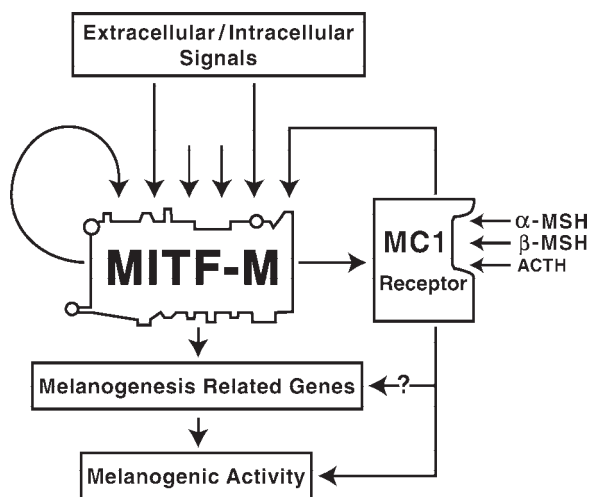 Extracellular/Intracellular
Signals
MITF-M
MC1
Receptor
α-MSH
β-MSH
ACTH
Melanogenesis Related Genes
?
Melanogenic Activity